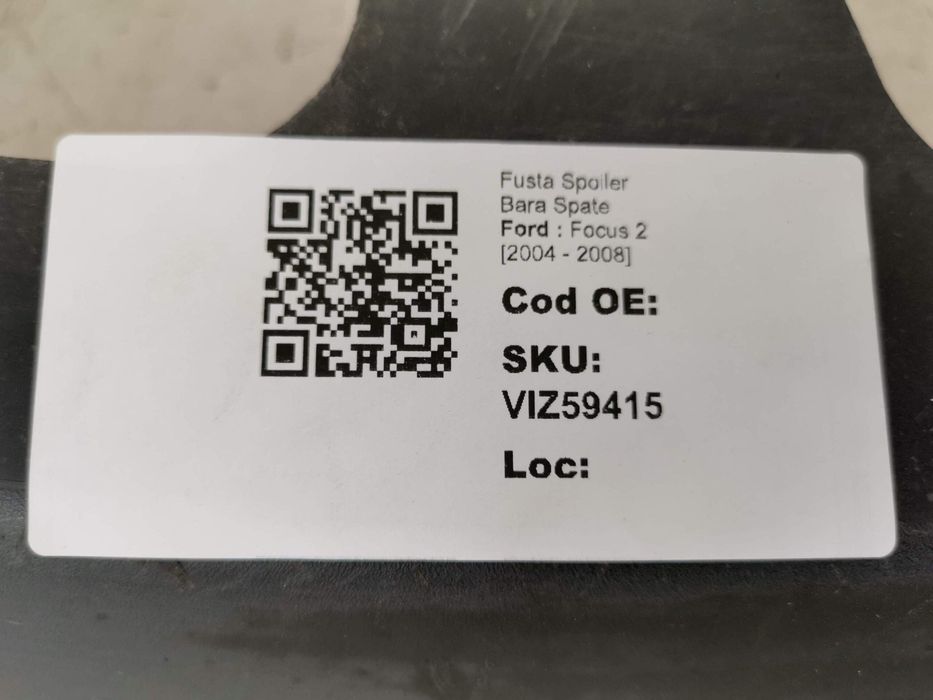 Fusta Spoiler
Bara Spate
Ford : Focus 2
[2004 - 2008]
Cod OE:
SKU:
VIZ59415
Loc: